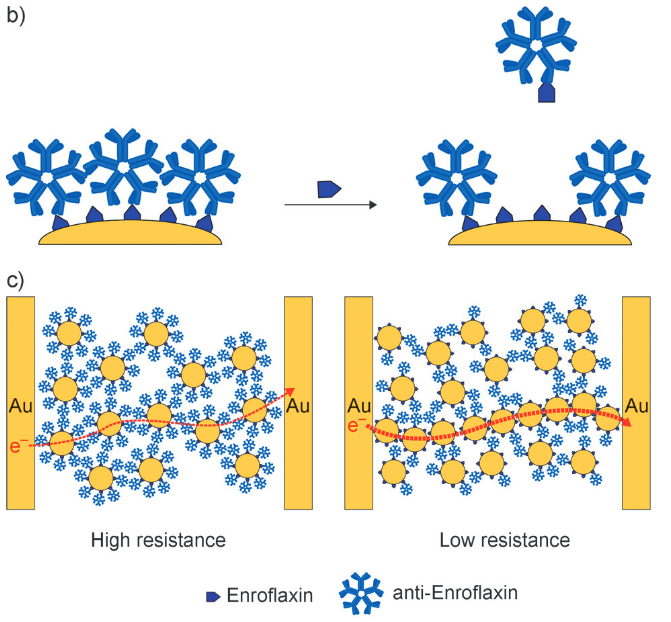 b)
c)
Au
Au
e−
Au
Au
e−
High resistance
Low resistance
Enroflaxin
anti-Enroflaxin